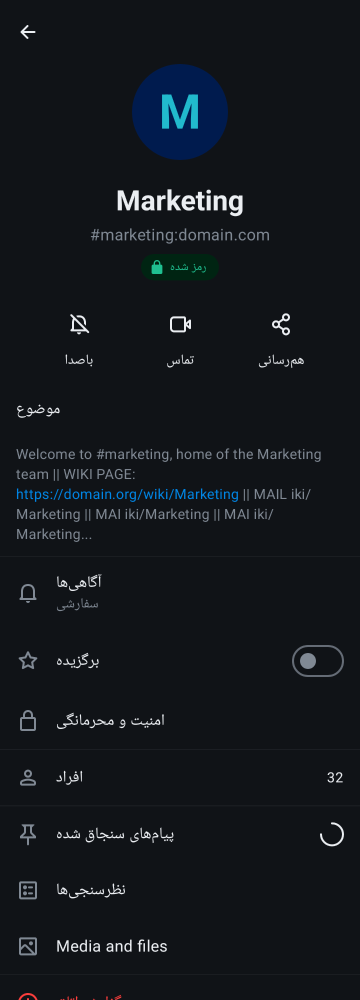 M
Marketing
#marketing:domain.com
رمز شده
باصدا
تماس
هم‌رسانی
موضوع
Welcome to #marketing, home of the Marketing
team || WIKI PAGE:
https://domain.org/wiki/Marketing || MAIL iki/
Marketing || MAI iki/Marketing || MAI iki/
Marketing...
آگاهی‌ها
سفارشی
برگزیده
امنیت و محرمانگی
افراد
32
پیام‌های سنجاق شده
نظرسنجی‌ها
Media and files